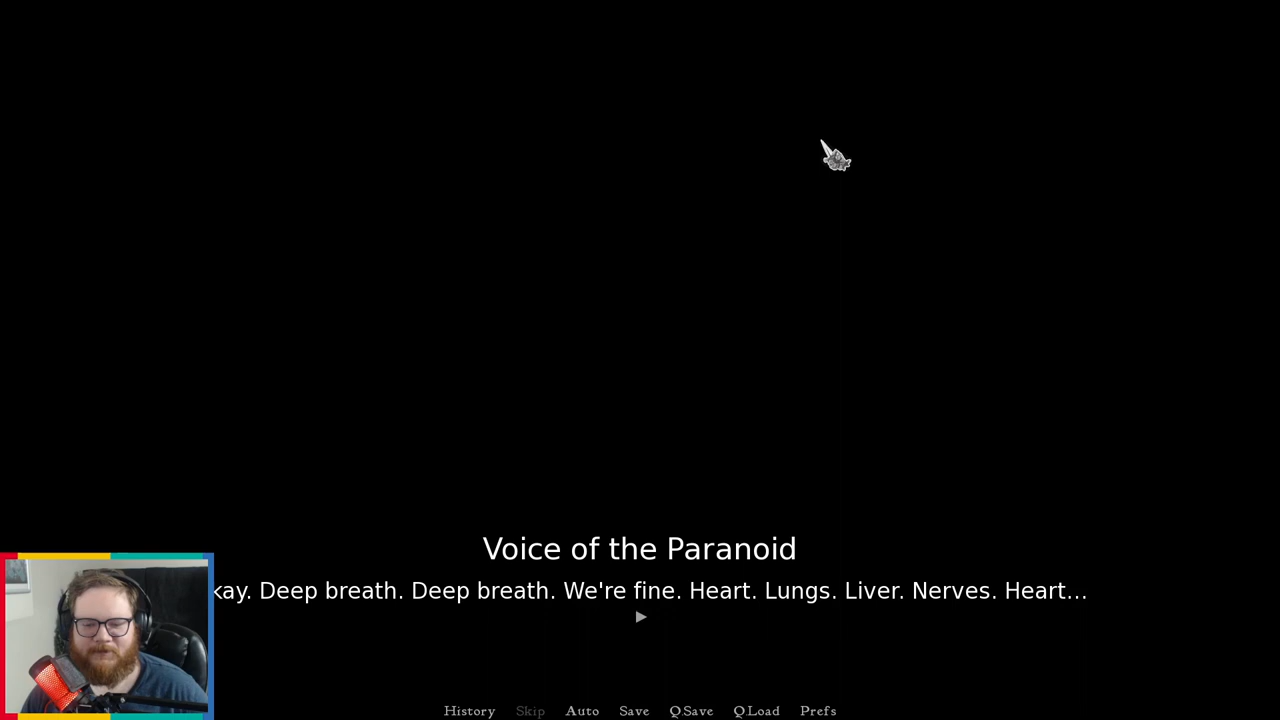 Voice of the Paranoid
kay. Deep breath. Deep breath. We're fine. Heart. Lungs. Liver. Nerves. Heart...
History Skip Auto Save Q.Save Q.Load Prefs